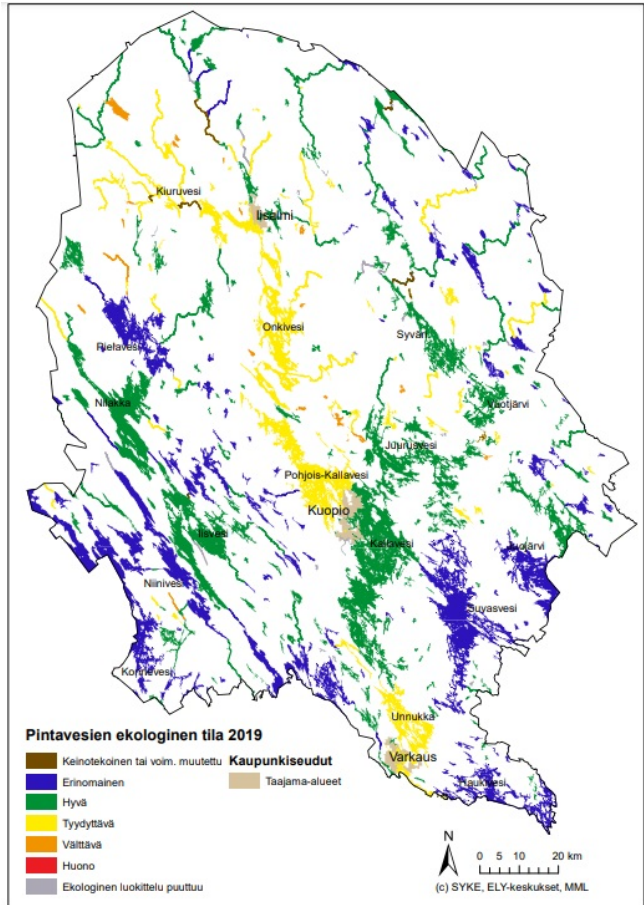 Kiuruvesi
Iisalmi
Onkivesi
Syväri
Pielavesi
Nilakka
Vuotjärvi
Juurusvesi
Pohjois-Kallavesi
Kuopio
Iisvesi
Kallavesi
Juojärvi
Niinivesi
Suvasvesi
Konnevesi
Unnukka
Varkaus
Haukivesi
Pintavesien ekologinen tila 2019
Keinotekoinen tai voim. muutettu
Erinomainen
Hyvä
Tyydyttävä
Välttävä
Huono
Ekologinen luokittelu puuttuu
Kaupunkiseudut
Taajama-alueet
N
0 5 10 20 km
(c) SYKE, ELY-keskukset, MML